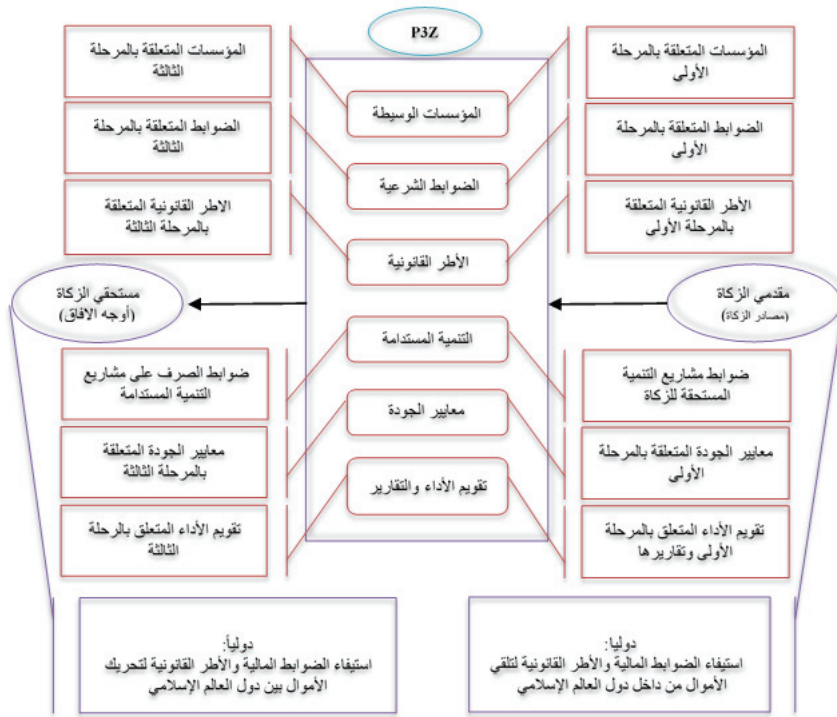 P3Z
المؤسسات المتعلقة بالمرحلة
الأولى
الضوابط المتعلقة بالمرحلة
الأولى
الأطر القانونية المتعلقة
بالمرحلة الأولى
مقدمي الزكاة
(مصادر الزكاة)
ضوابط مشاريع التنمية
المستحقة للزكاة
معايير الجودة المتعلقة بالمرحلة
الأولى
تقويم الأداء المتعلق بالمرحلة
الأولى وتقاريرها
دوليا:
استيفاء الضوابط المالية والأطر القانونية لتلقي
الأموال من داخل دول العالم الإسلامي
المؤسسات الوسيطة
الضوابط الشرعية
الأطر القانونية
التنمية المستدامة
معايير الجودة
تقويم الأداء والتقارير
المؤسسات المتعلقة بالمرحلة
الثالثة
الضوابط المتعلقة بالمرحلة
الثالثة
الاطر القانونية المتعلقة
بالمرحلة الثالثة
مستحقي الزكاة
(أوجه الافاق)
ضوابط الصرف على مشاريع
التنمية المستدامة
معايير الجودة المتعلقة
بالمرحلة الثالثة
تقويم الأداء المتعلق بالرحلة
الثالثة
دولياً:
استيفاء الضوابط المالية والأطر القانونية لتحريك
الأموال بين دول العالم الإسلامي